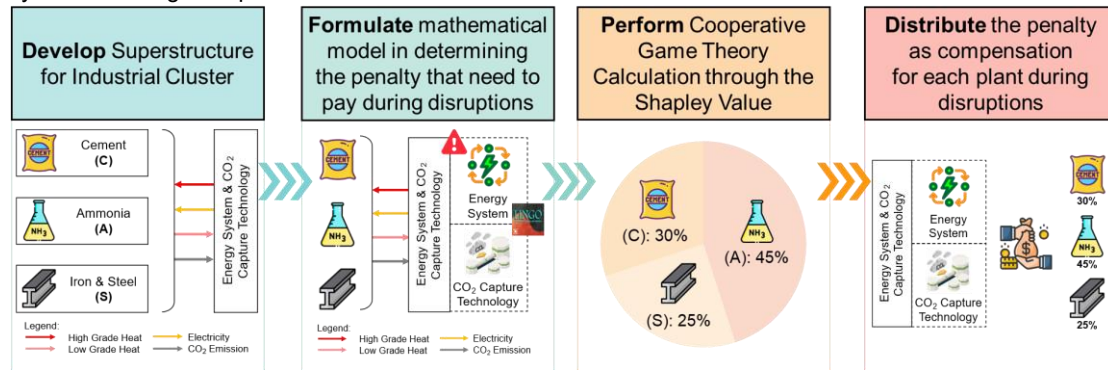 Develop Superstructure
for Industrial Cluster
Formulate mathematical
model in determining
the penalty that need to
pay during disruptions
Perform Cooperative
Game Theory
Calculation through the
Shapley Value
Distribute the penalty
as compensation
for each plant during
disruptions
CEMENT
Cement
(C)
NH3
Ammonia
(A)
Iron & Steel
(S)
Energy System & CO2
Capture Technology
Legend:
High Grade Heat
Electricity
Low Grade Heat
CO2 Emission
CEMENT
NH3
Energy System & CO2
Capture Technology
Energy
System
LINGO
CO2 Capture
Technology
Legend:
High Grade Heat
Electricity
Low Grade Heat
CO2 Emission
CEMENT
(C): 30%
NH3
(A): 45%
(S): 25%
Energy System & CO2
Capture Technology
Energy
System
CO2 Capture
Technology
CEMENT
30%
NH3
45%
25%